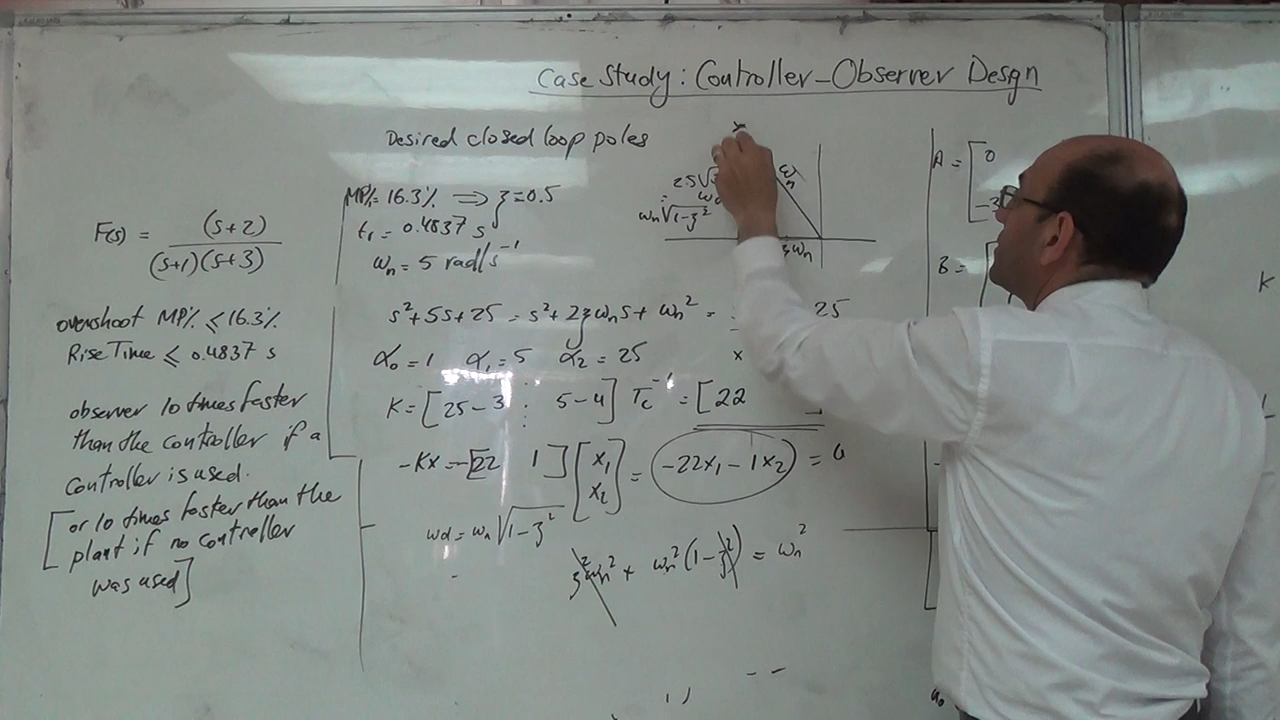 Case Study: Controller-Observer Desgn
F(s) = (s+2) / (s+1)(s+3)
overshoot MP% ≤ 16.3%
Rise Time ≤ 0.4837 s
observer 10 times faster
than the controller if a
controller is used.
[or 10 times faster than the
plant if no controller
was used]
Desired closed loop poles
MP%= 16.3% ⟹ ζ=0.5
tr = 0.4837 s
ωn = 5 rad/s⁻¹
s²+5s+25 = s²+2ζωns + ωn² =
25
α0=1 α1=5 α2=25
x
K = [25-3 : 5-4] Tc⁻¹ = [22
-Kx = -[22 1] [x1 x2] = (-22x1 - 1x2) = u
ωd = ωn√1-ζ²
ζ²ωn² + ωn²(1-ζ²) = ωn²
x
ωn
ωn√1-ζ²
ζωn
A = [0
-3
B = [
K